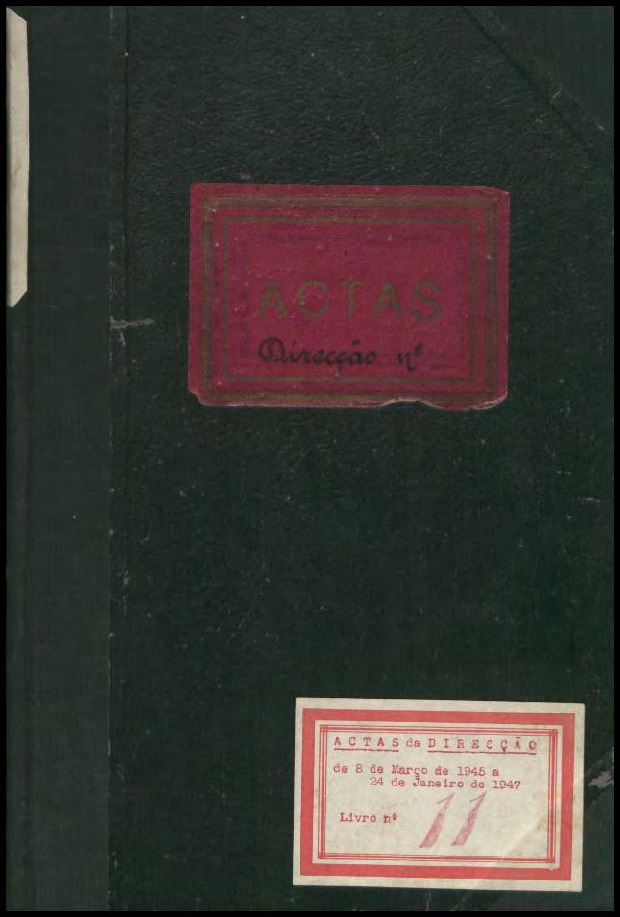 ACTAS
Direcção nº
ACTAS da DIRECÇÃO
de 8 de Março de 1945 a
24 de Janeiro de 1947
Livro nº 11